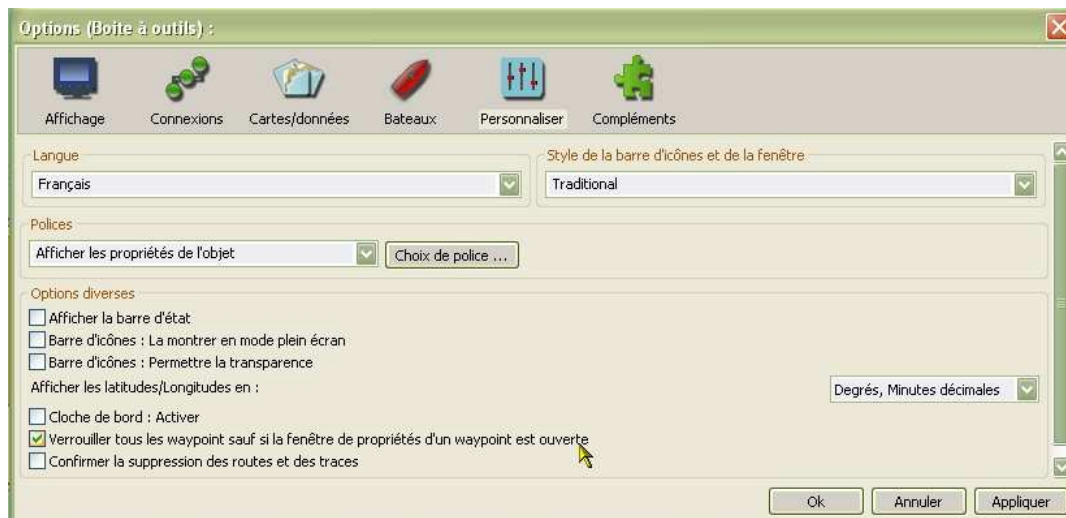 Options (Boite à outils) :
Affichage Connexions Cartes/données Bateaux Personnaliser Compléments
Langue Style de la barre d'icônes et de la fenêtre
Français Traditional
Polices
Afficher les propriétés de l'objet Choix de police ...
Options diverses
Afficher la barre d'état
Barre d'icônes : La montrer en mode plein écran
Barre d'icônes : Permettre la transparence
Afficher les latitudes/Longitudes en : Degrés, Minutes décimales
Cloche de bord : Activer
Verrouiller tous les waypoint sauf si la fenêtre de propriétés d'un waypoint est ouverte
Confirmer la suppression des routes et des traces
Ok Annuler Appliquer